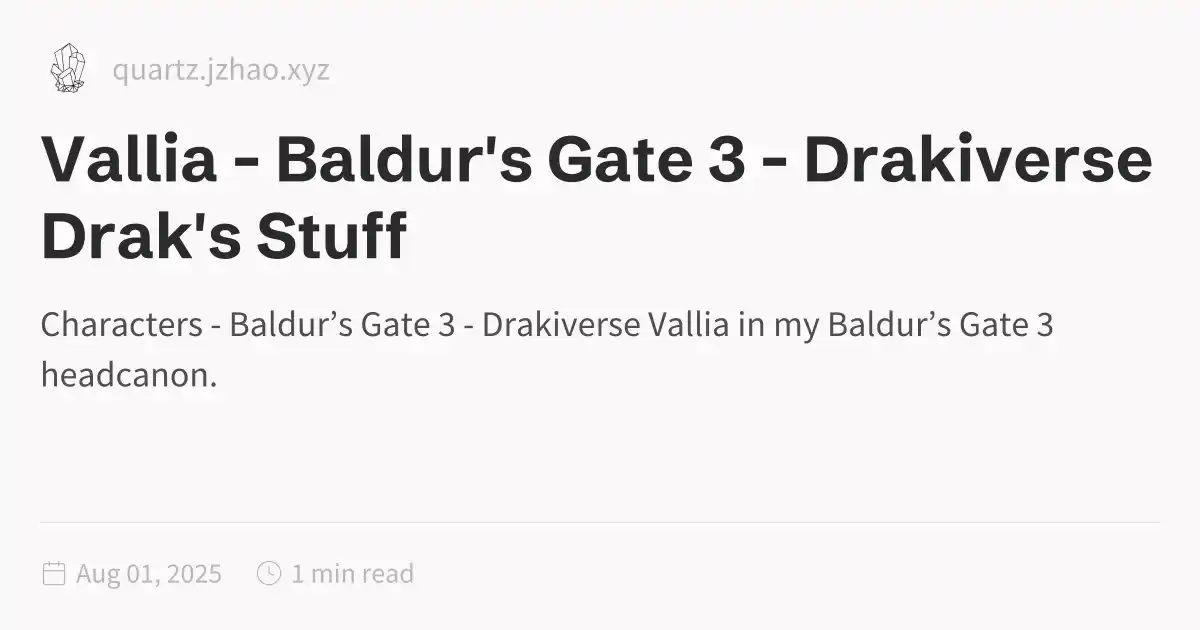 quartz.jzhao.xyz
Vallia - Baldur's Gate 3 - Drakiverse
Drak's Stuff
Characters - Baldur’s Gate 3 - Drakiverse Vallia in my Baldur’s Gate 3
headcanon.
Aug 01, 2025 1 min read